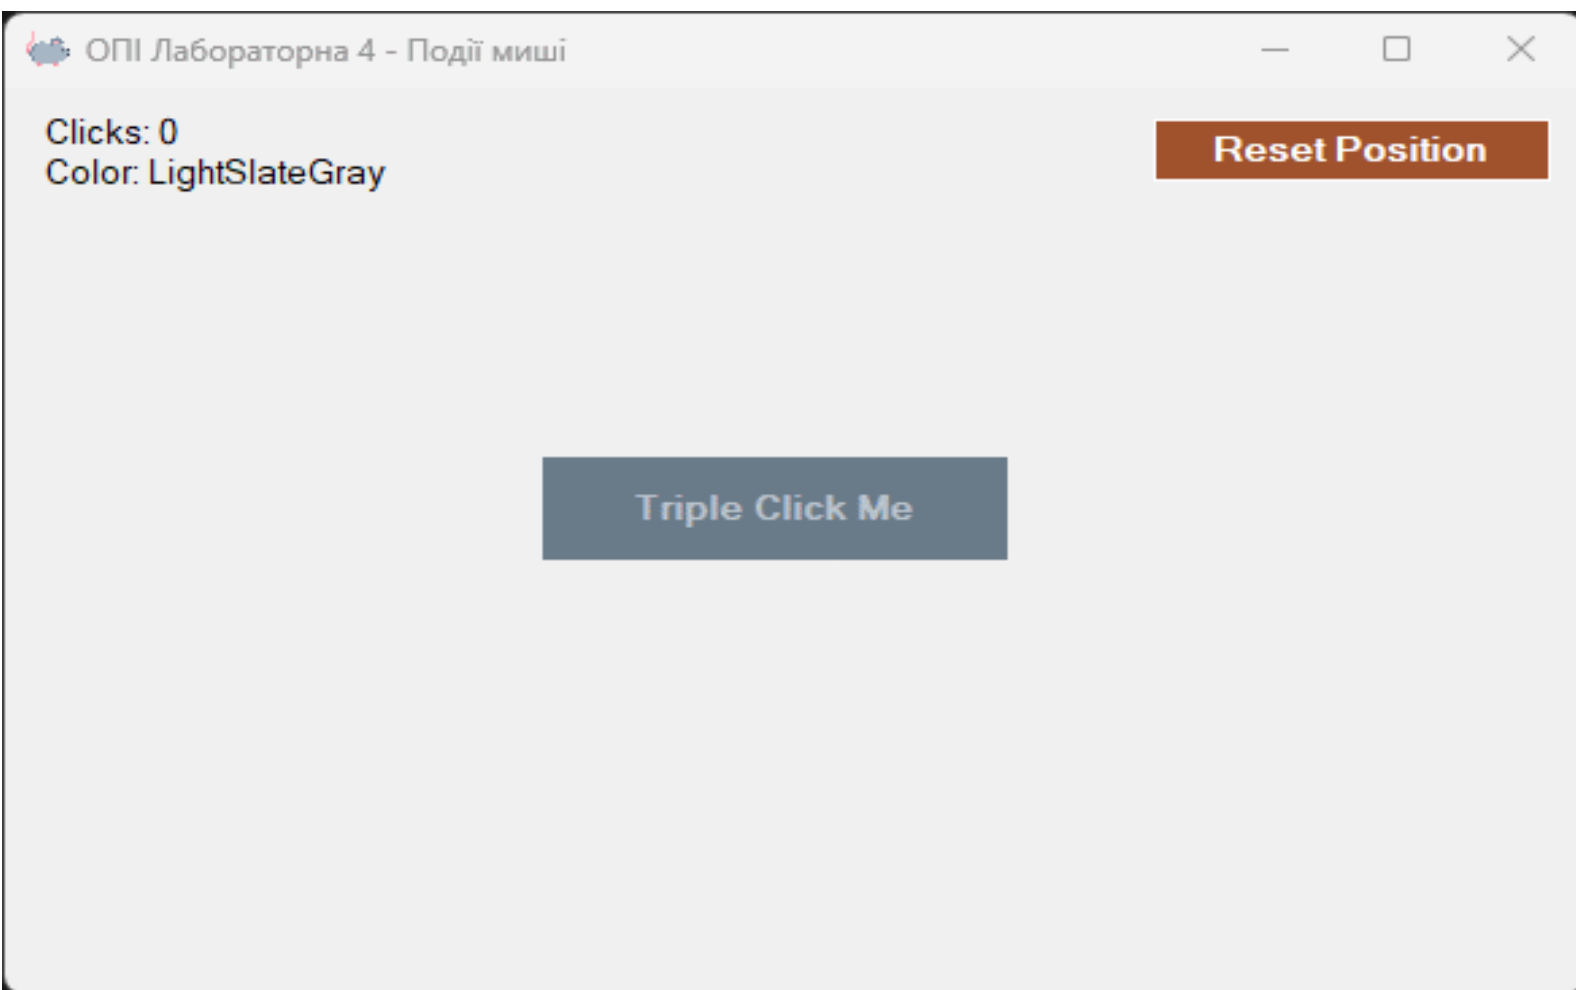 ОПІ Лабораторна 4 - Події миші
Clicks: 0
Color: LightSlateGray
Reset Position
Triple Click Me